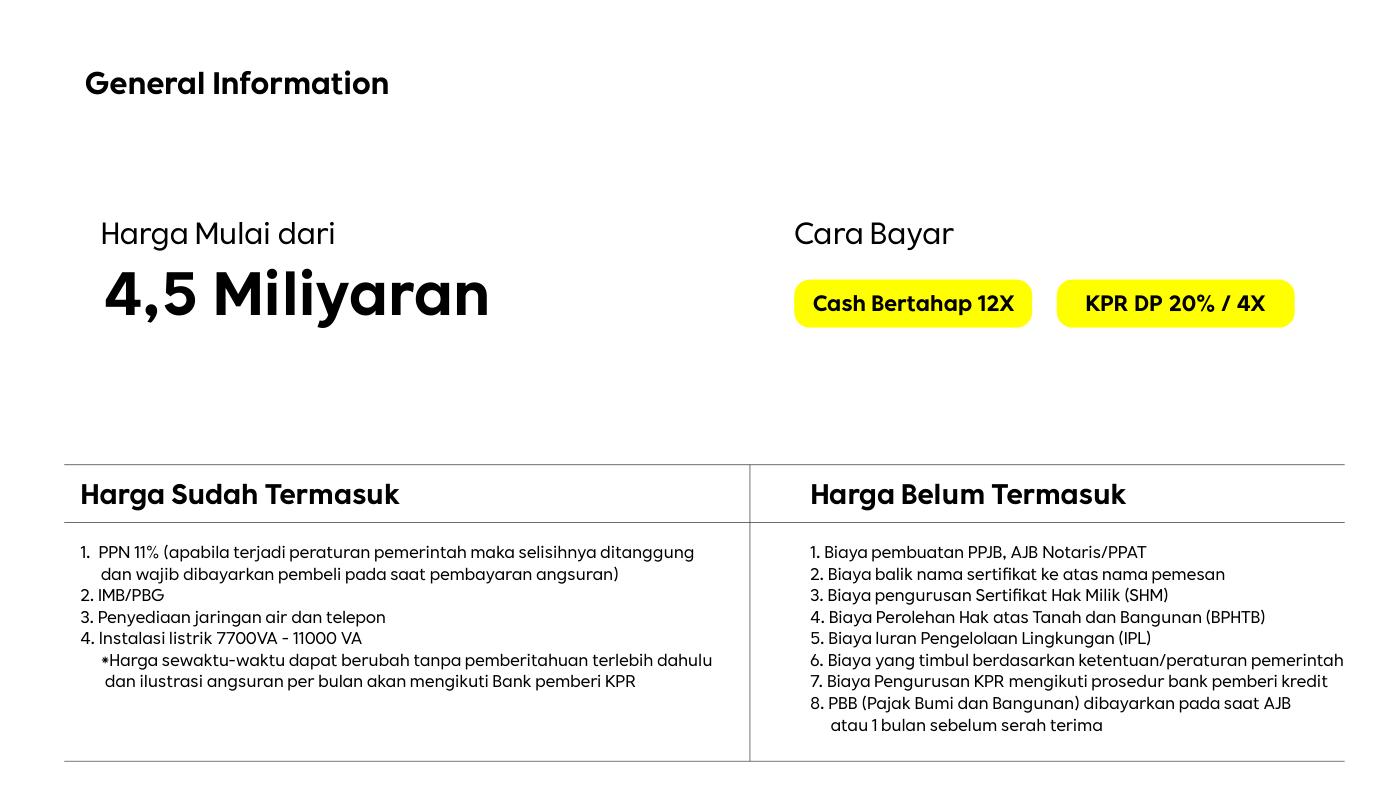 General Information
Harga Mulai dari
4,5 Miliyaran
Cara Bayar
Cash Bertahap 12X
KPR DP 20% / 4X
Harga Sudah Termasuk
1. PPN 11% (apabila terjadi peraturan pemerintah maka selisihnya ditanggung
dan wajib dibayarkan pembeli pada saat pembayaran angsuran)
2. IMB/PBG
3. Penyediaan jaringan air dan telepon
4. Instalasi listrik 7700VA - 11000 VA
*Harga sewaktu-waktu dapat berubah tanpa pemberitahuan terlebih dahulu
dan ilustrasi angsuran per bulan akan mengikuti Bank pemberi KPR
Harga Belum Termasuk
1. Biaya pembuatan PPJB, AJB Notaris/PPAT
2. Biaya balik nama sertifikat ke atas nama pemesan
3. Biaya pengurusan Sertifikat Hak Milik (SHM)
4. Biaya Perolehan Hak atas Tanah dan Bangunan (BPHTB)
5. Biaya Iuran Pengelolaan Lingkungan (IPL)
6. Biaya yang timbul berdasarkan ketentuan/peraturan pemerintah
7. Biaya Pengurusan KPR mengikuti prosedur bank pemberi kredit
8. PBB (Pajak Bumi dan Bangunan) dibayarkan pada saat AJB
atau 1 bulan sebelum serah terima